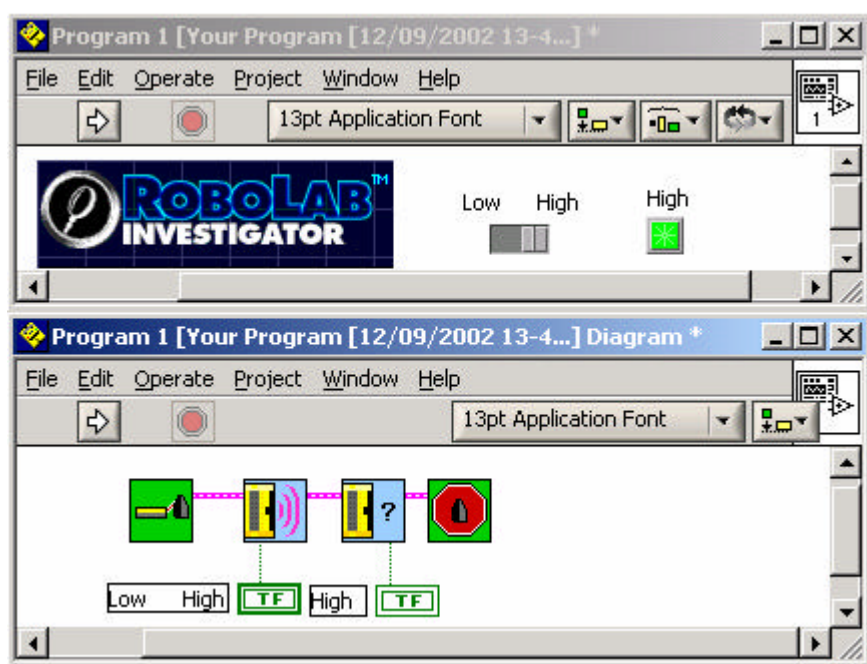 Program 1 [Your Program [12/09/2002 13-4...] *
File Edit Operate Project Window Help
13pt Application Font
1
ROBOLAB™
INVESTIGATOR
Low High
High
Program 1 [Your Program [12/09/2002 13-4...] Diagram *
File Edit Operate Project Window Help
13pt Application Font
?
Low High TF High TF